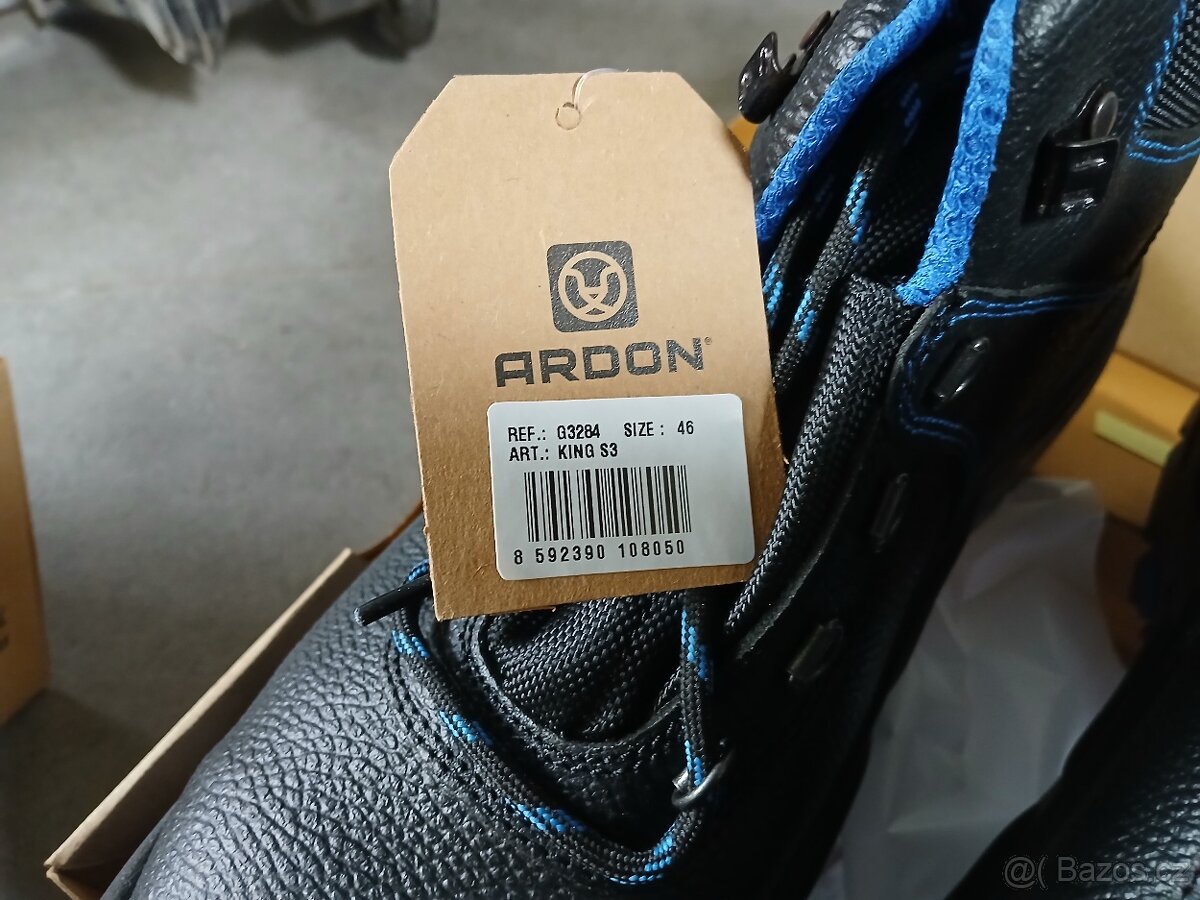 ARDON®
REF.: G3284 SIZE: 46
ART.: KING S3
8 592390 108050
@( Bazos.cz